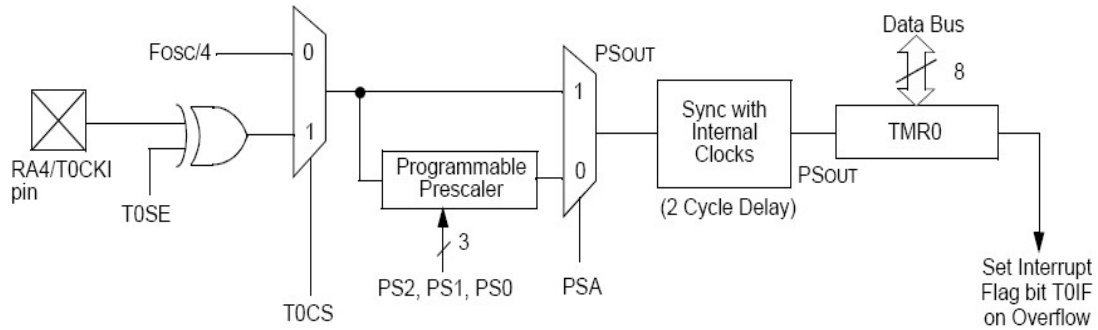 Data Bus
8
FOSC/4
0
PSOUT
1
Sync with
Internal
Clocks
TMR0
1
RA4/T0CKI
pin
T0SE
Programmable
Prescaler
0
PSOUT
(2 Cycle Delay)
3
PS2, PS1, PS0
PSA
T0CS
Set Interrupt
Flag bit T0IF
on Overflow